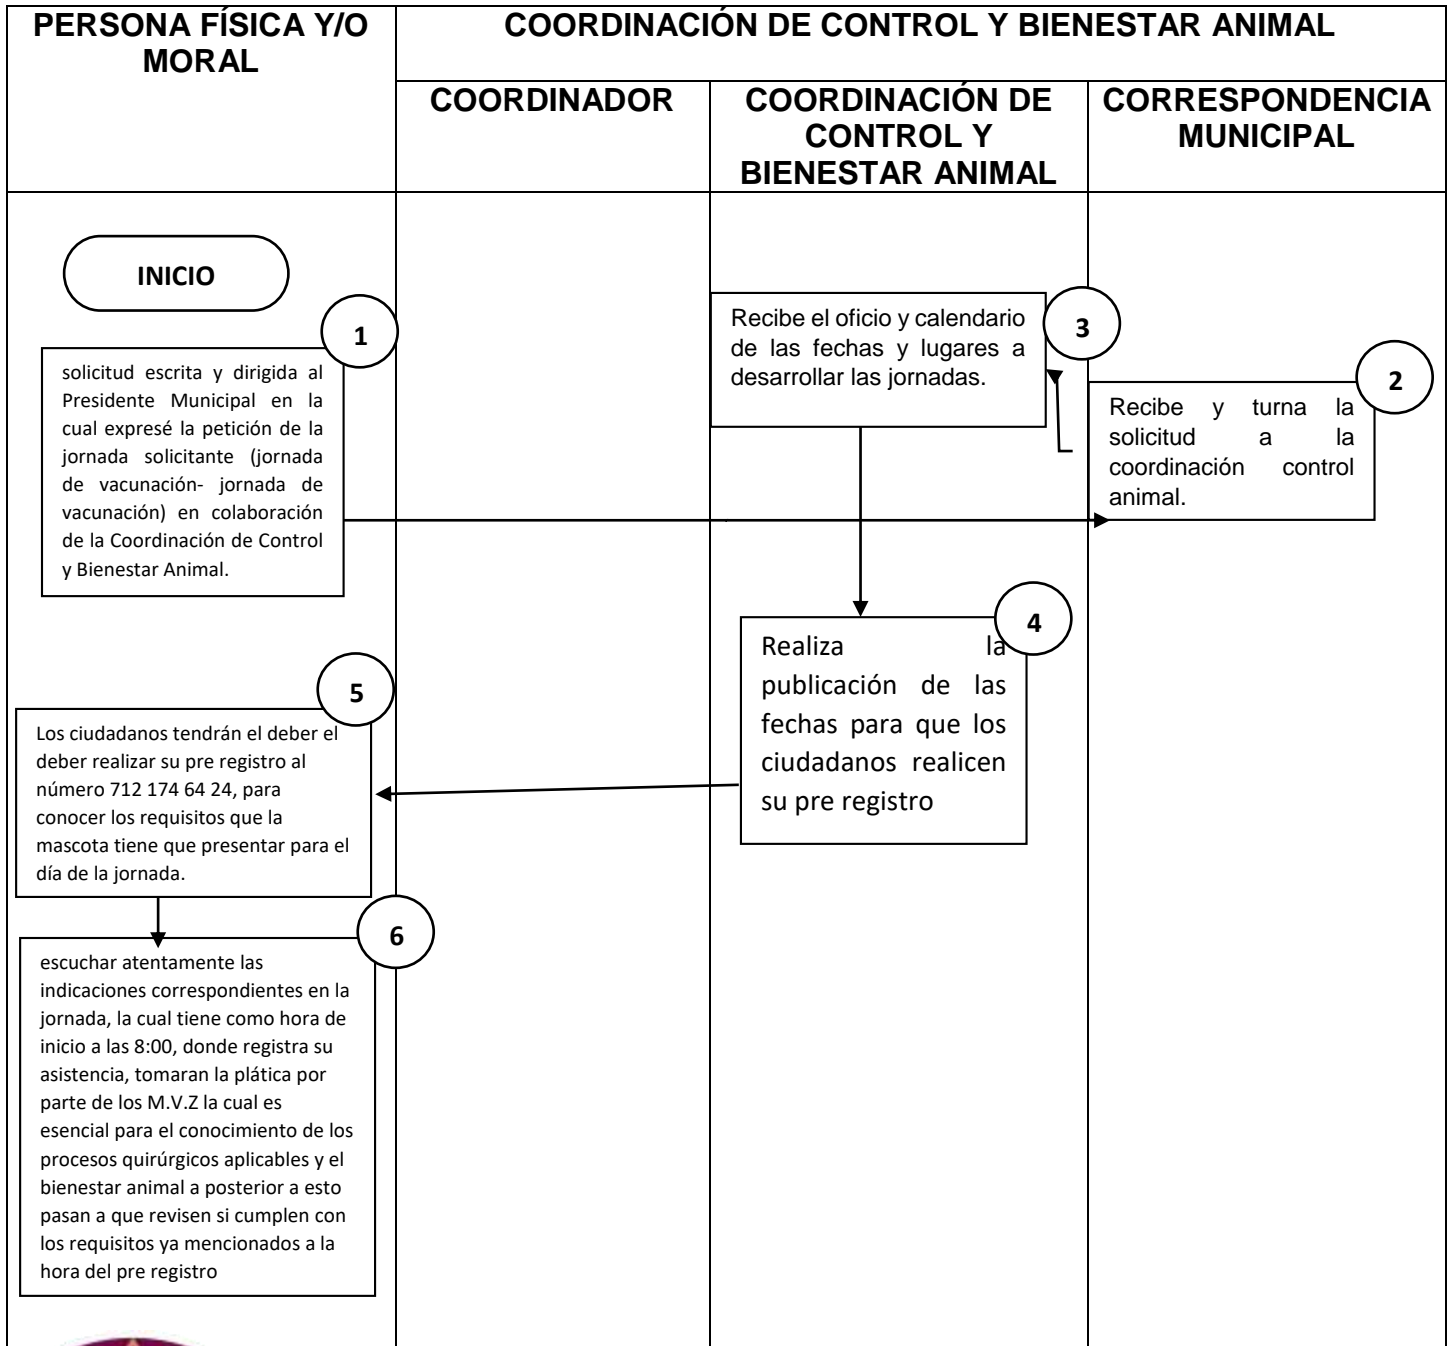 PERSONA FÍSICA Y/O
MORAL
COORDINACIÓN DE CONTROL Y BIENESTAR ANIMAL
COORDINADOR
COORDINACIÓN DE
CONTROL Y
BIENESTAR ANIMAL
CORRESPONDENCIA
MUNICIPAL
INICIO
1
solicitud escrita y dirigida al
Presidente Municipal en la
cual expresé la petición de la
jornada solicitante (jornada
de vacunación- jornada de
vacunación) en colaboración
de la Coordinación de Control
y Bienestar Animal.
2
Recibe y turna la
solicitud a la
coordinación control
animal.
3
Recibe el oficio y calendario
de las fechas y lugares a
desarrollar las jornadas.
4
Realiza la
publicación de las
fechas para que los
ciudadanos realicen
su pre registro
5
Los ciudadanos tendrán el deber el
deber realizar su pre registro al
número 712 174 64 24, para
conocer los requisitos que la
mascota tiene que presentar para el
día de la jornada.
6
escuchar atentamente las
indicaciones correspondientes en la
jornada, la cual tiene como hora de
inicio a las 8:00, donde registra su
asistencia, tomaran la plática por
parte de los M.V.Z la cual es
esencial para el conocimiento de los
procesos quirúrgicos aplicables y el
bienestar animal a posterior a esto
pasan a que revisen si cumplen con
los requisitos ya mencionados a la
hora del pre registro